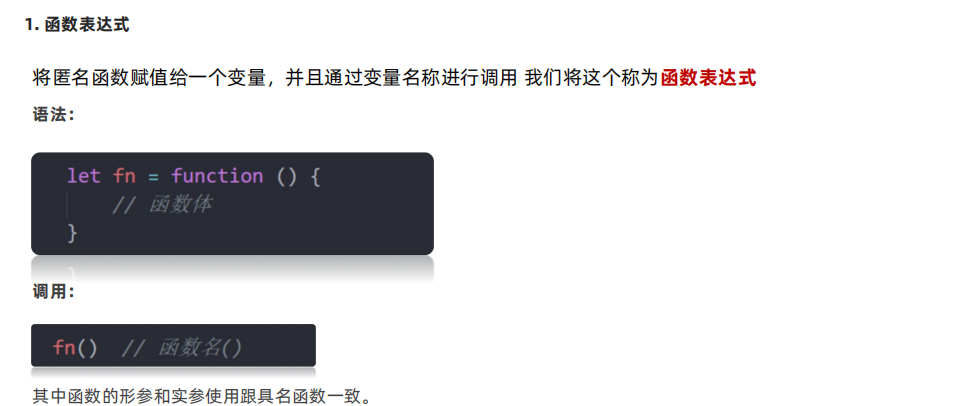 1. 函数表达式
将匿名函数赋值给一个变量，并且通过变量名称进行调用 我们将这个称为函数表达式
语法：
let fn = function () {
    // 函数体
}
调用：
fn()  // 函数名()
其中函数的形参和实参使用跟具名函数一致。